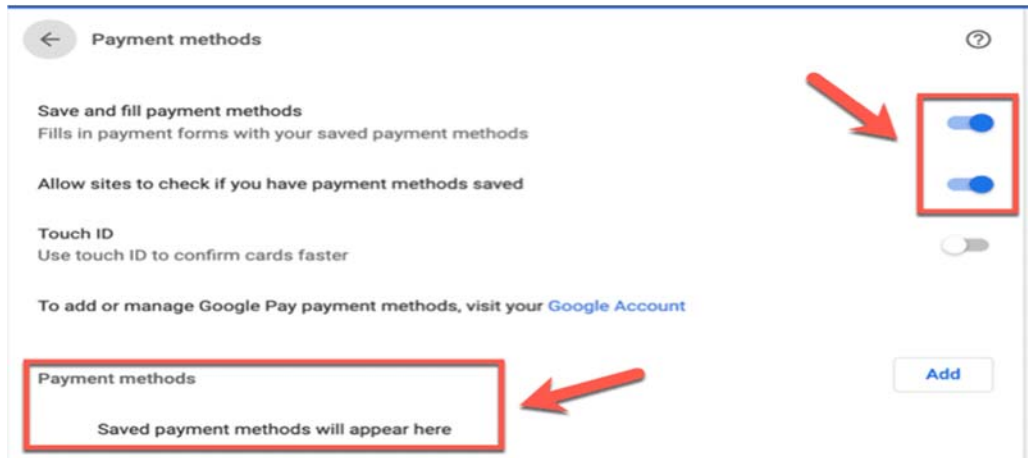 Payment methods
Save and fill payment methods
Fills in payment forms with your saved payment methods
Allow sites to check if you have payment methods saved
Touch ID
Use touch ID to confirm cards faster
To add or manage Google Pay payment methods, visit your Google Account
Payment methods
Add
Saved payment methods will appear here